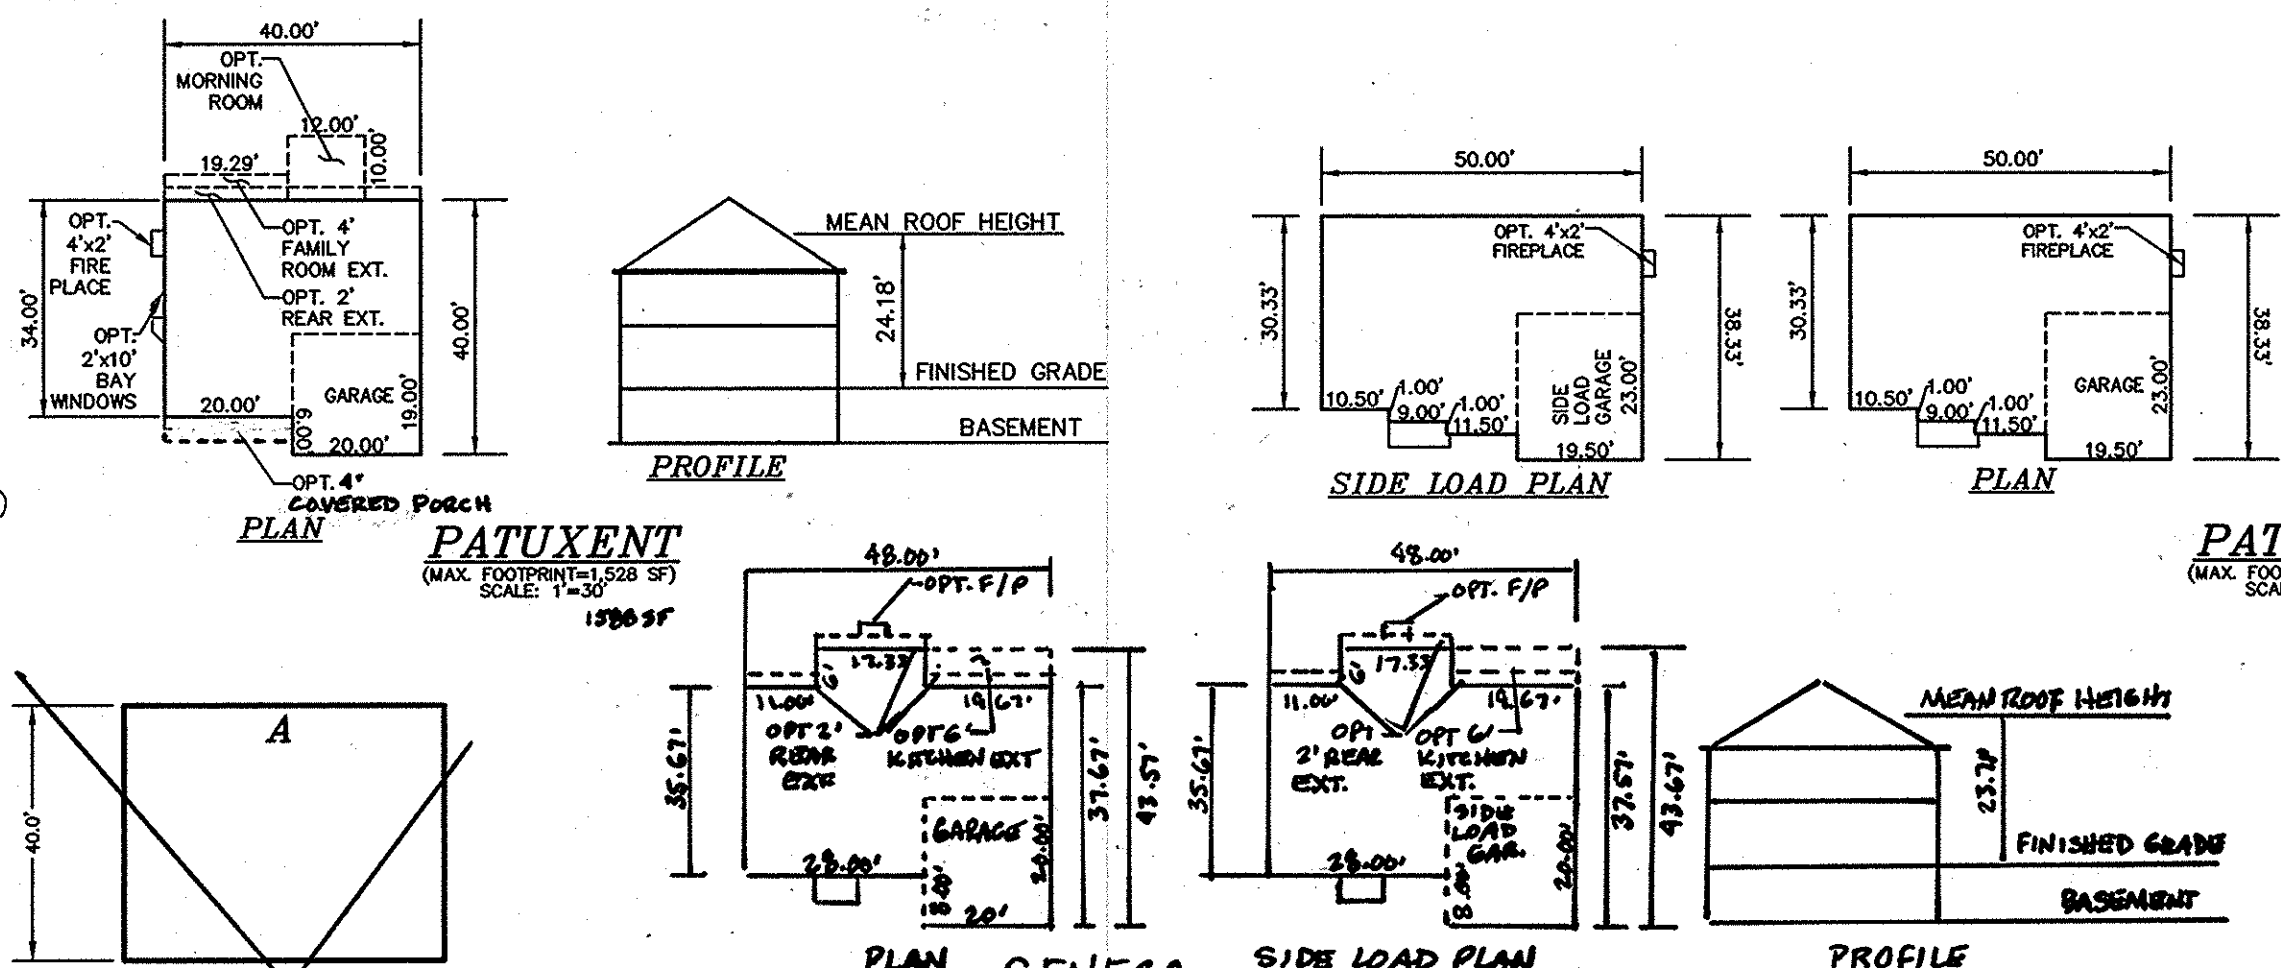 40.00'
OPT.
MORNING
ROOM
12.00'
10.00'
19.29'
OPT.
4'x2'
FIRE
PLACE
34.00'
OPT. 4'
FAMILY
ROOM EXT.
OPT. 2'
REAR EXT.
40.00'
OPT.
2'x10'
BAY
WINDOWS
20.00'
6.00'
GARAGE
19.00'
20.00'
OPT. 4'
COVERED PORCH
PLAN
MEAN ROOF HEIGHT
24.18'
FINISHED GRADE
BASEMENT
PROFILE
PATUXENT
(MAX. FOOTPRINT=1,528 SF)
SCALE: 1"=30'
50.00'
OPT. 4'x2'
FIREPLACE
30.33'
38.33'
10.50'
1.00'
9.00'
1.00'
11.50'
SIDE
LOAD
GARAGE
23.00'
19.50'
SIDE LOAD PLAN
50.00'
OPT. 4'x2'
FIREPLACE
30.33'
38.33'
10.50'
1.00'
9.00'
1.00'
11.50'
GARAGE
23.00'
19.50'
PLAN
PAT
(MAX. FOO
SCA
A
40.0'
48.00'
OPT. F/P
17.33
6'
11.00'
19.67'
OPT 2'
REAR
EXT
OPT 6'
KITCHEN EXT
35.67'
37.67'
43.57'
GARAGE
28.00'
8.00'
20.00'
20'
PLAN
48.00'
OPT. F/P
17.33
6'
11.00'
19.67'
OPT
2' REAR
EXT.
OPT 6'
KITCHEN
EXT.
35.67'
37.57'
43.67'
SIDE
LOAD
GAR.
28.00'
8.00'
20.00'
SIDE LOAD PLAN
MEAN ROOF HEIGHT
FINISHED GRADE
BASEMENT
PROFILE